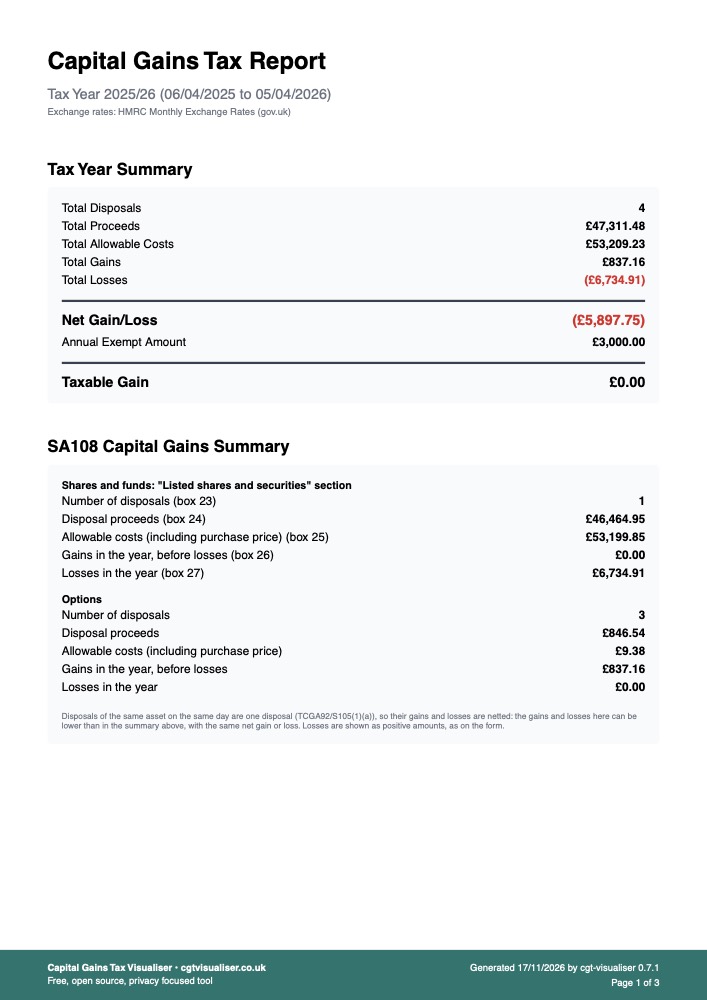 Capital Gains Tax Report
Tax Year 2025/26 (06/04/2025 to 05/04/2026)
Exchange rates: HMRC Monthly Exchange Rates (gov.uk)
Tax Year Summary
Total Disposals 4
Total Proceeds £47,311.48
Total Allowable Costs £53,209.23
Total Gains £837.16
Total Losses (£6,734.91)
Net Gain/Loss (£5,897.75)
Annual Exempt Amount £3,000.00
Taxable Gain £0.00
SA108 Capital Gains Summary
Shares and funds: "Listed shares and securities" section
Number of disposals (box 23) 1
Disposal proceeds (box 24) £46,464.95
Allowable costs (including purchase price) (box 25) £53,199.85
Gains in the year, before losses (box 26) £0.00
Losses in the year (box 27) £6,734.91
Options
Number of disposals 3
Disposal proceeds £846.54
Allowable costs (including purchase price) £9.38
Gains in the year, before losses £837.16
Losses in the year £0.00
Disposals of the same asset on the same day are one disposal (TCGA92/S105(1)(a)), so their gains and losses are netted: the gains and losses here can be
lower than in the summary above, with the same net gain or loss. Losses are shown as positive amounts, as on the form.
Capital Gains Tax Visualiser • cgtvisualiser.co.uk Generated 17/11/2026 by cgt-visualiser 0.7.1
Free, open source, privacy focused tool Page 1 of 3